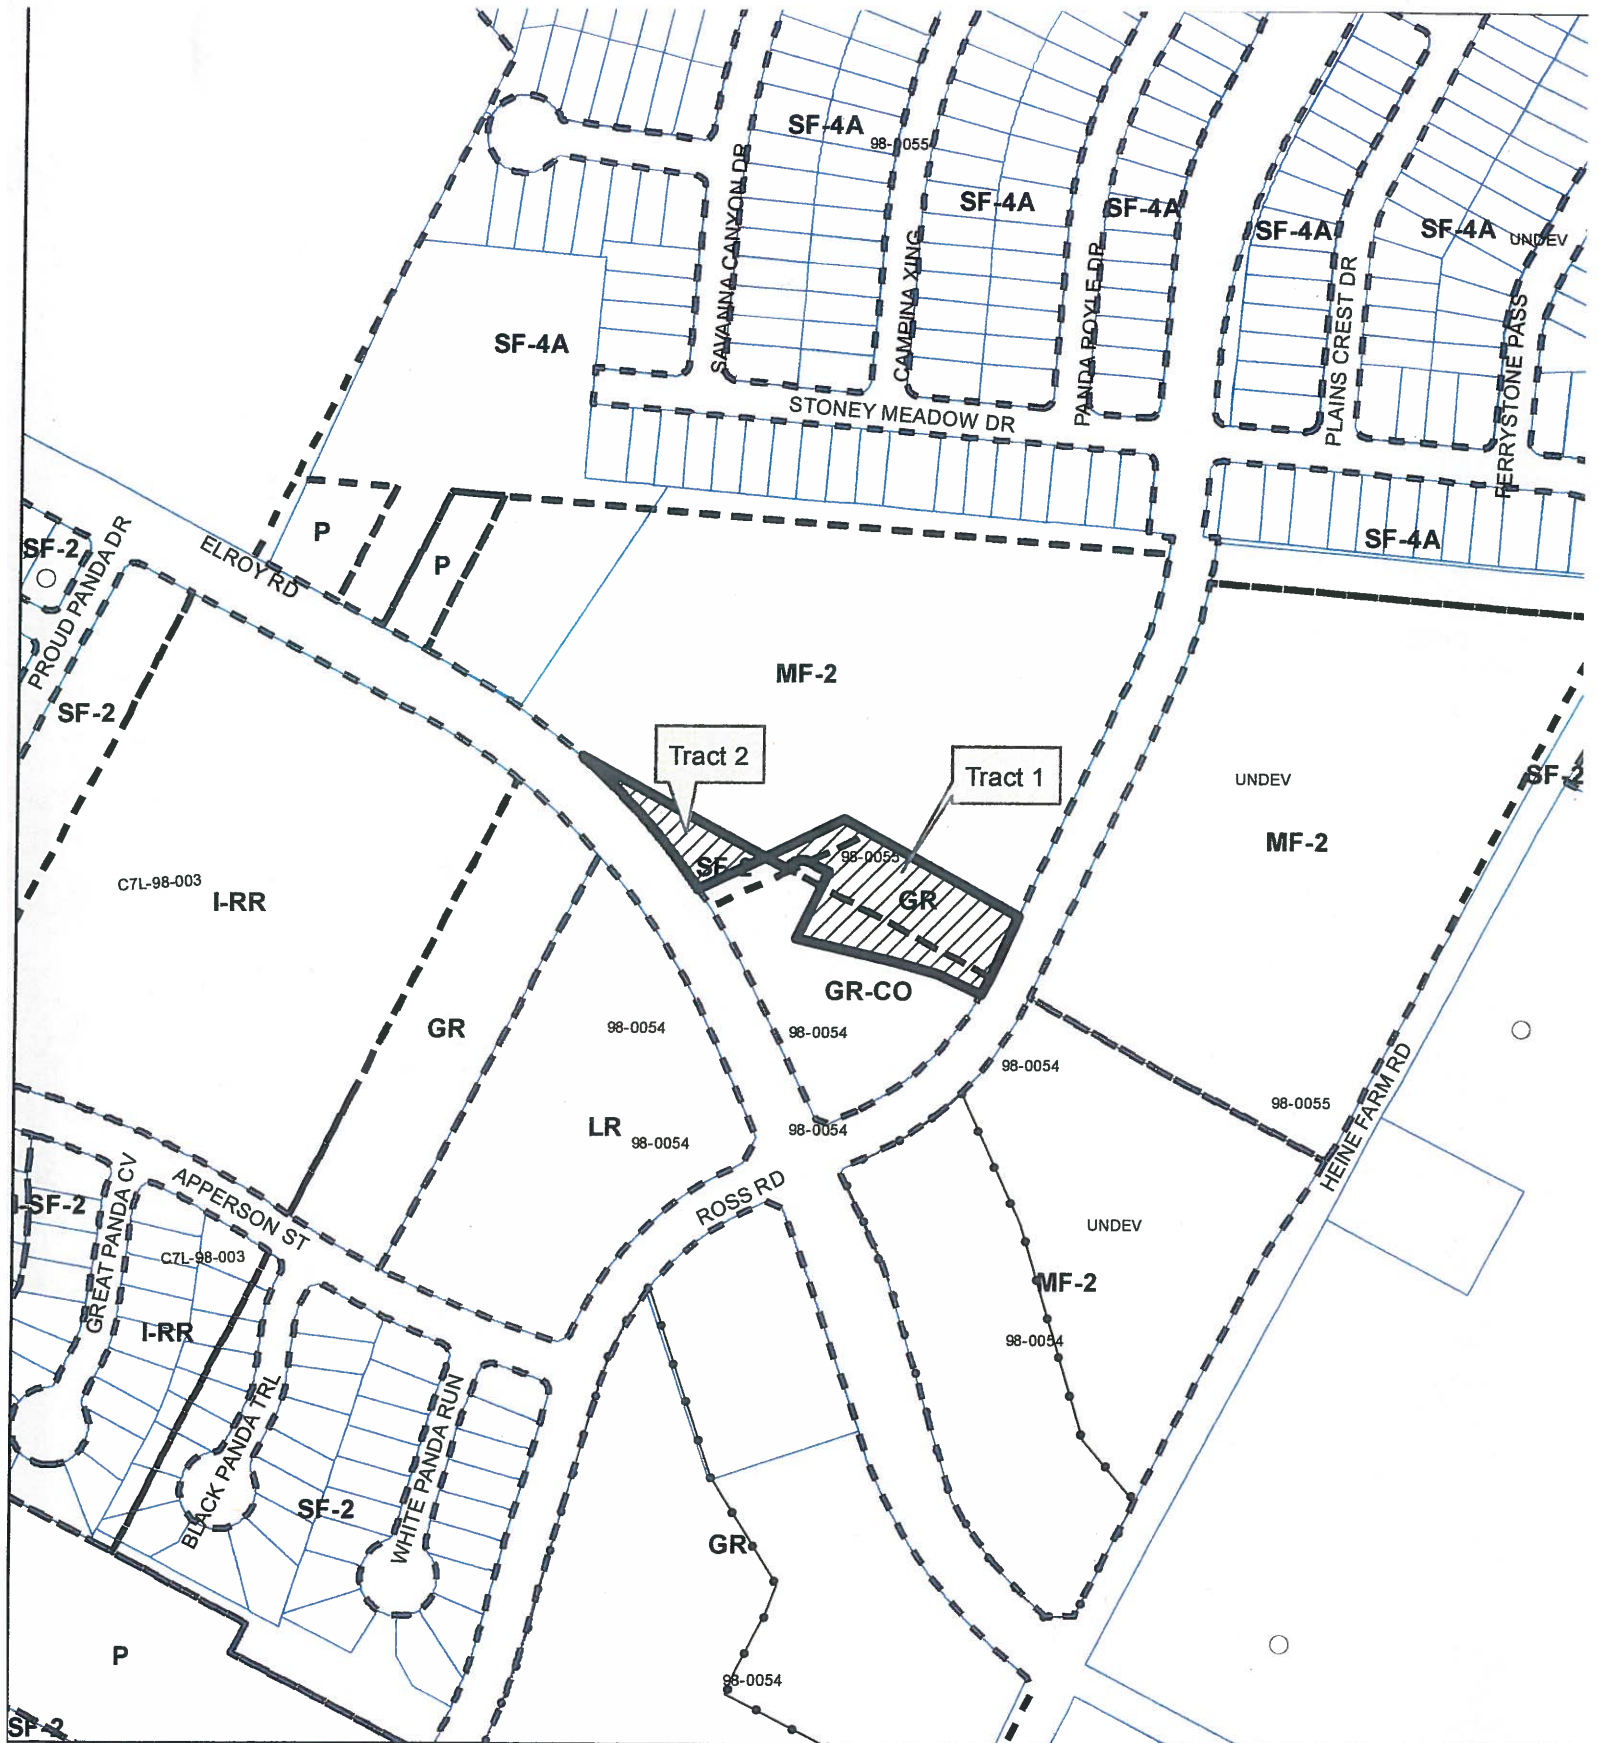 SF-4A
98-0055
SF-4A
SF-4A
SF-4A
SF-4A
UNDEV
SAVANNA CANYON DR
CAMPINA XING
PANDA ROYLE DR
PLAINS CREST DR
PERRYSTONE PASS
SF-4A
STONEY MEADOW DR
SF-4A
P
P
ELROY RD
SF-2
PROUD PANDA DR
SF-2
MF-2
Tract 2
Tract 1
UNDEV
SF-2
MF-2
98-0055
SF-2
GR
C7L-98-003
I-RR
GR-CO
GR
98-0054
98-0054
98-0054
98-0055
HEINE FARM RD
LR
98-0054
98-0054
ROSS RD
APPERSON ST
I-SF-2
GREAT PANDA CV
C7L-98-003
I-RR
UNDEV
MF-2
98-0054
BLACK PANDA TRL
WHITE PANDA RUN
SF-2
GR
P
98-0054
SF-2